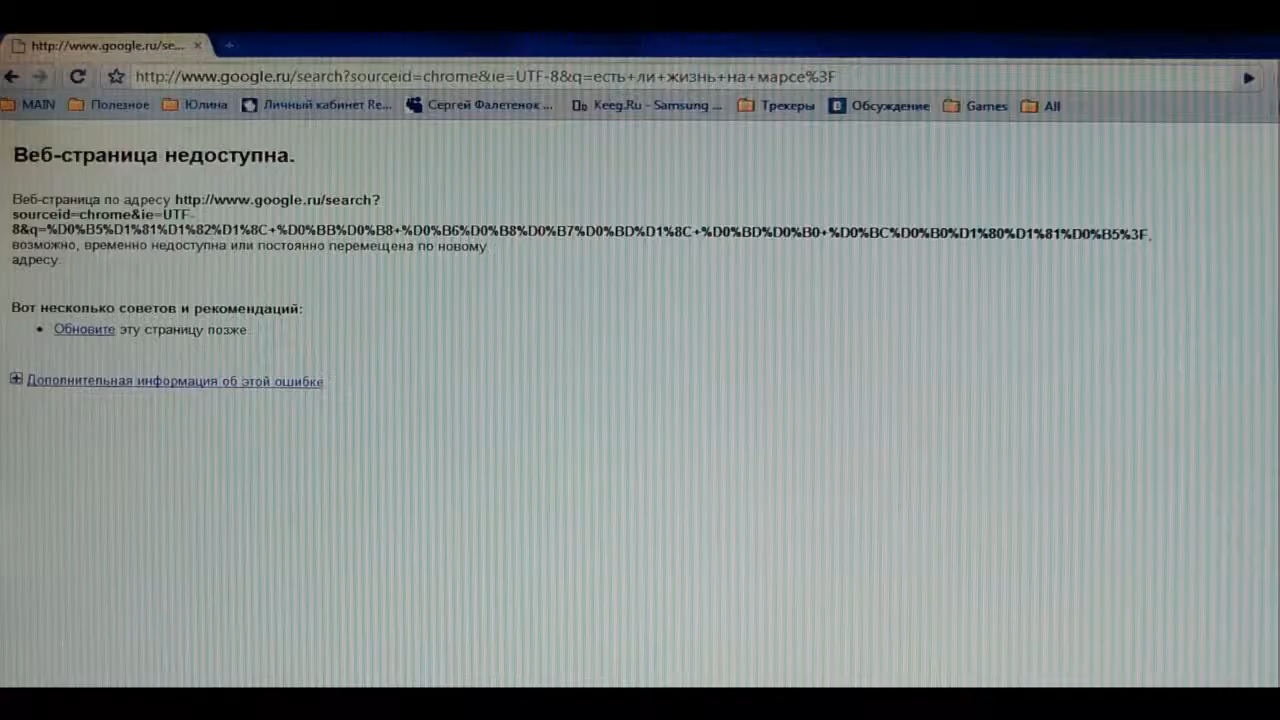 http://www.google.ru/se...
http://www.google.ru/search?sourceid=chrome&ie=UTF-8&q=есть+ли+жизнь+на+марсе%3F
MAIN Полезное Юлина Личный кабинет Re... Сергей Фалетенок ... Keeg.Ru - Samsung ... Трекеры Обсуждение Games All
Веб-страница недоступна.
Веб-страница по адресу http://www.google.ru/search?
sourceid=chrome&ie=UTF-
8&q=%D0%B5%D1%81%D1%82%D1%8C+%D0%BB%D0%B8+%D0%B6%D0%B8%D0%B7%D0%BD%D1%8C+%D0%BD%D0%B0+%D0%BC%D0%B0%D1%80%D1%81%D0%B5%3F,
возможно, временно недоступна или постоянно перемещена по новому
адресу.
Вот несколько советов и рекомендаций:
• Обновите эту страницу позже.
Дополнительная информация об этой ошибке